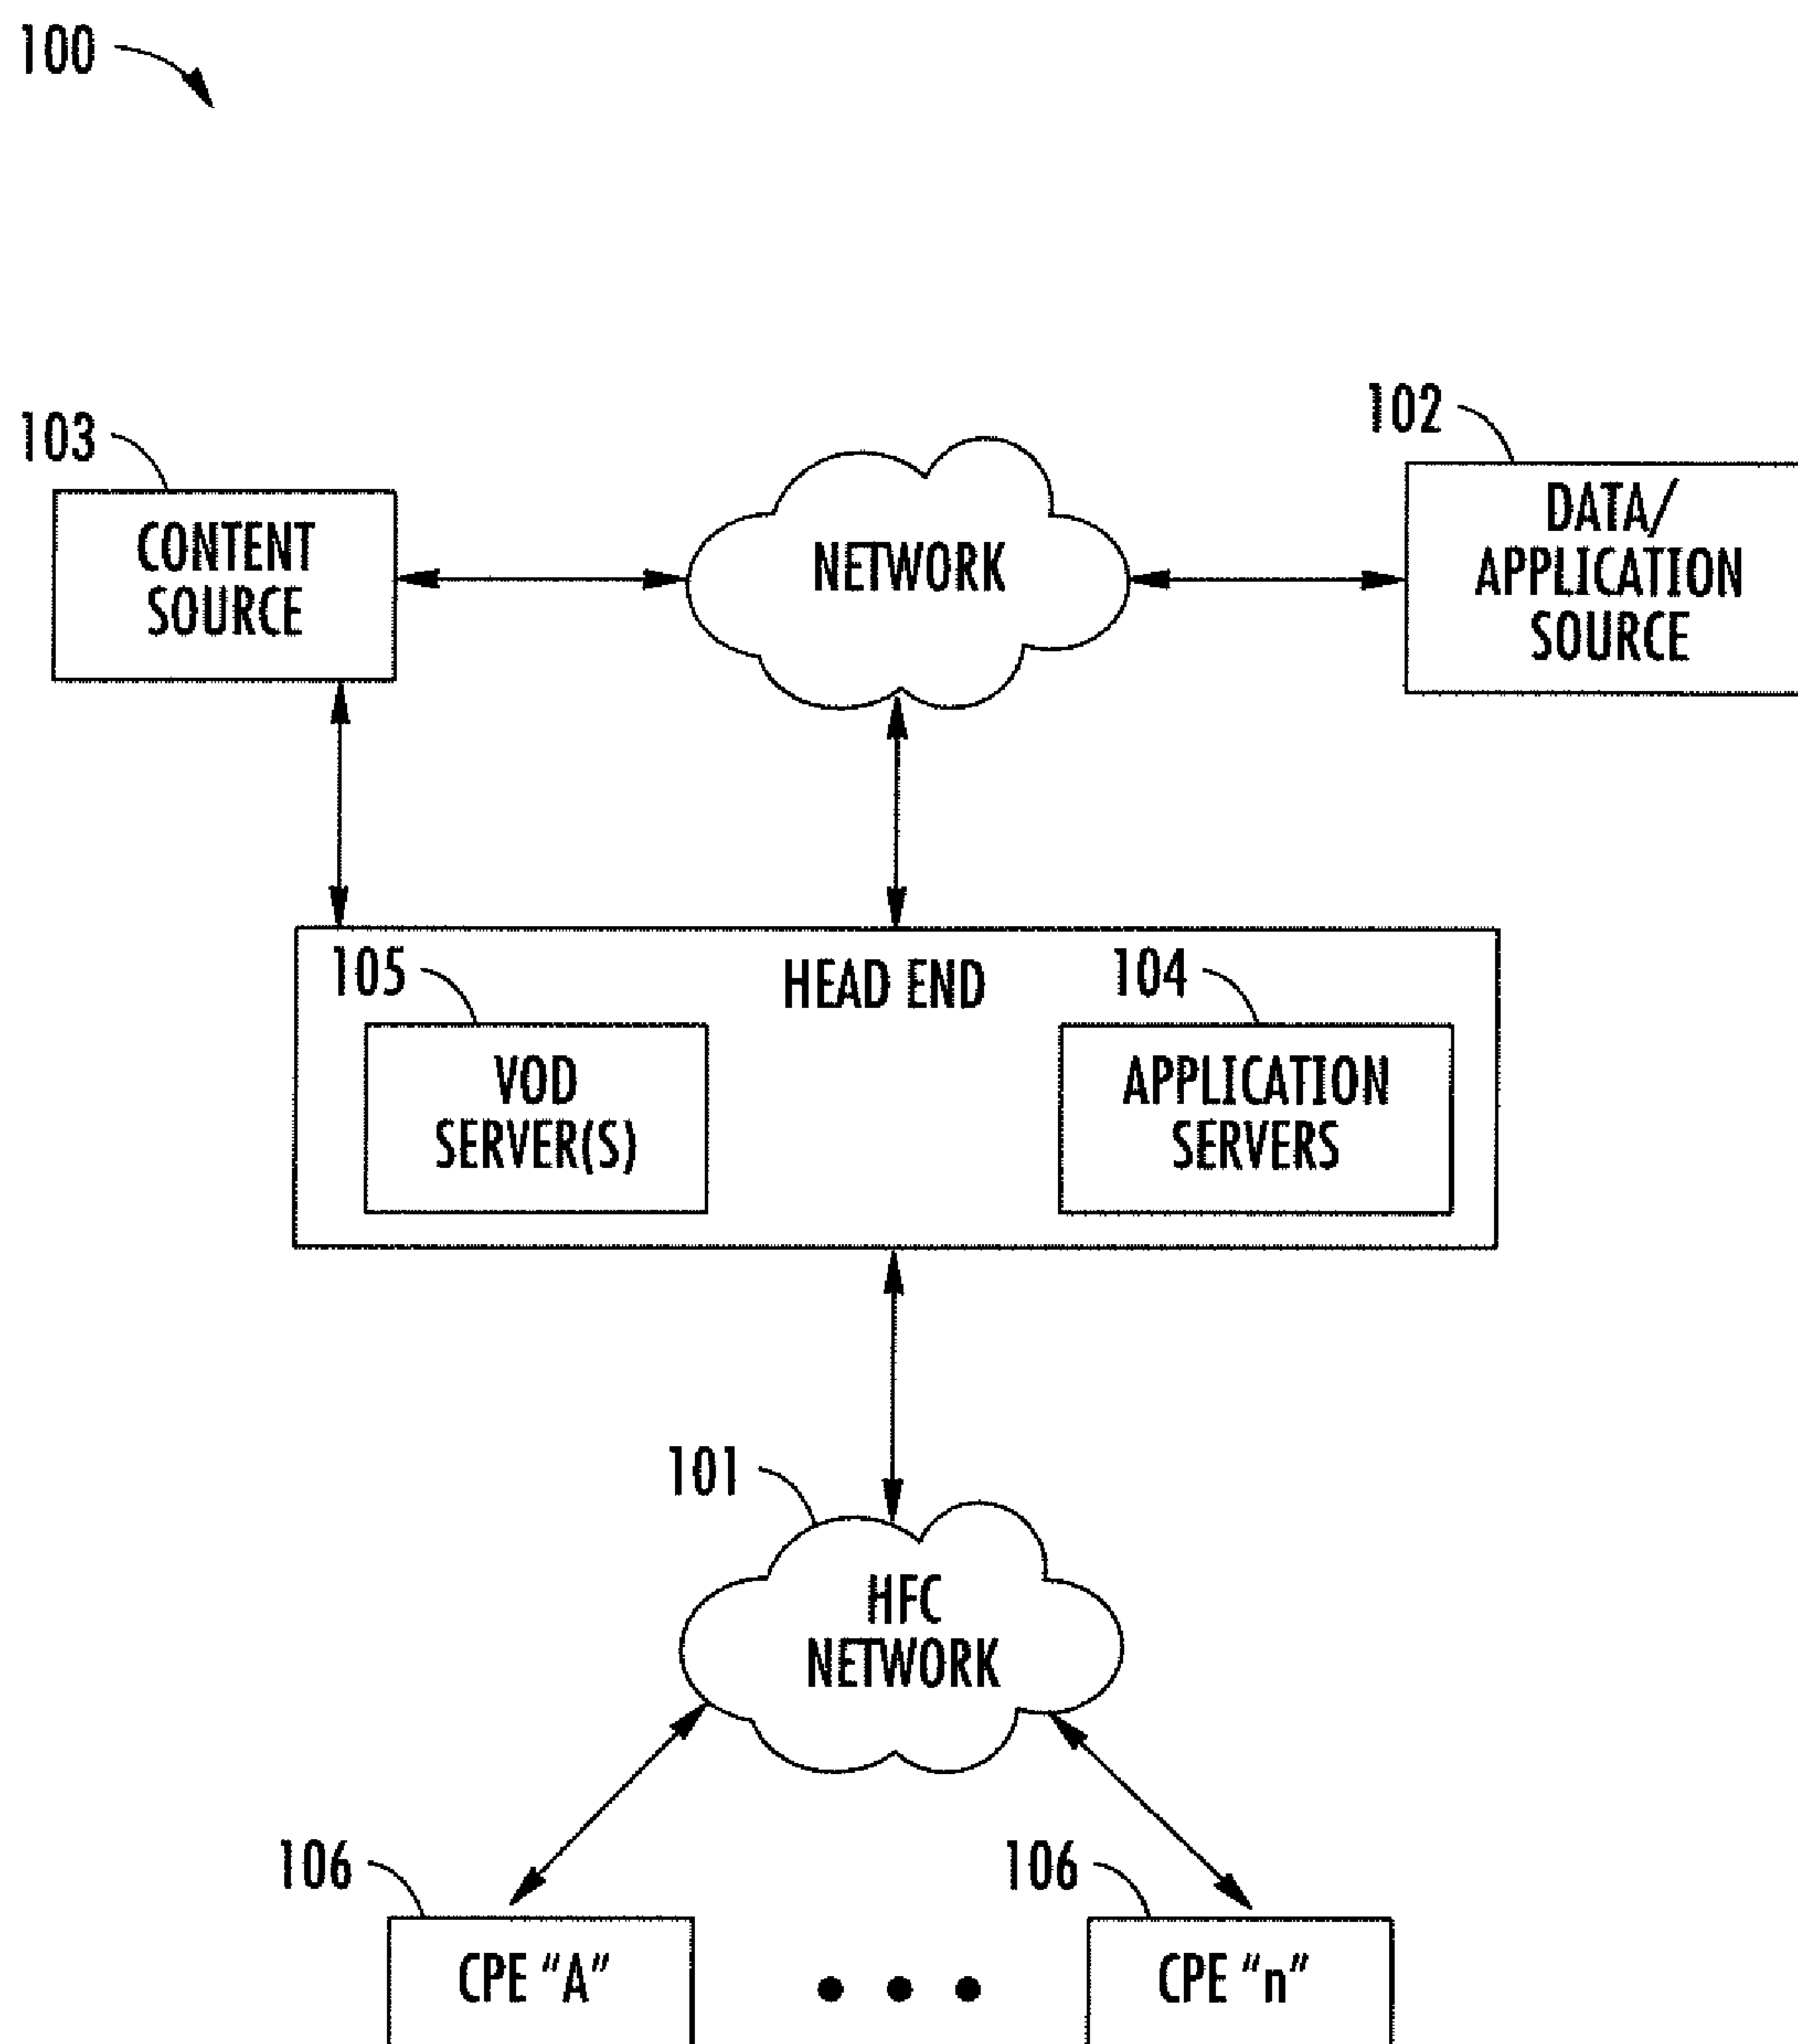 100
103
102
CONTENT
SOURCE
NETWORK
DATA/
APPLICATION
SOURCE
105
HEAD END
104
VOD
SERVER(S)
APPLICATION
SERVERS
101
HFC
NETWORK
106
106
CPE "A"
CPE "n"